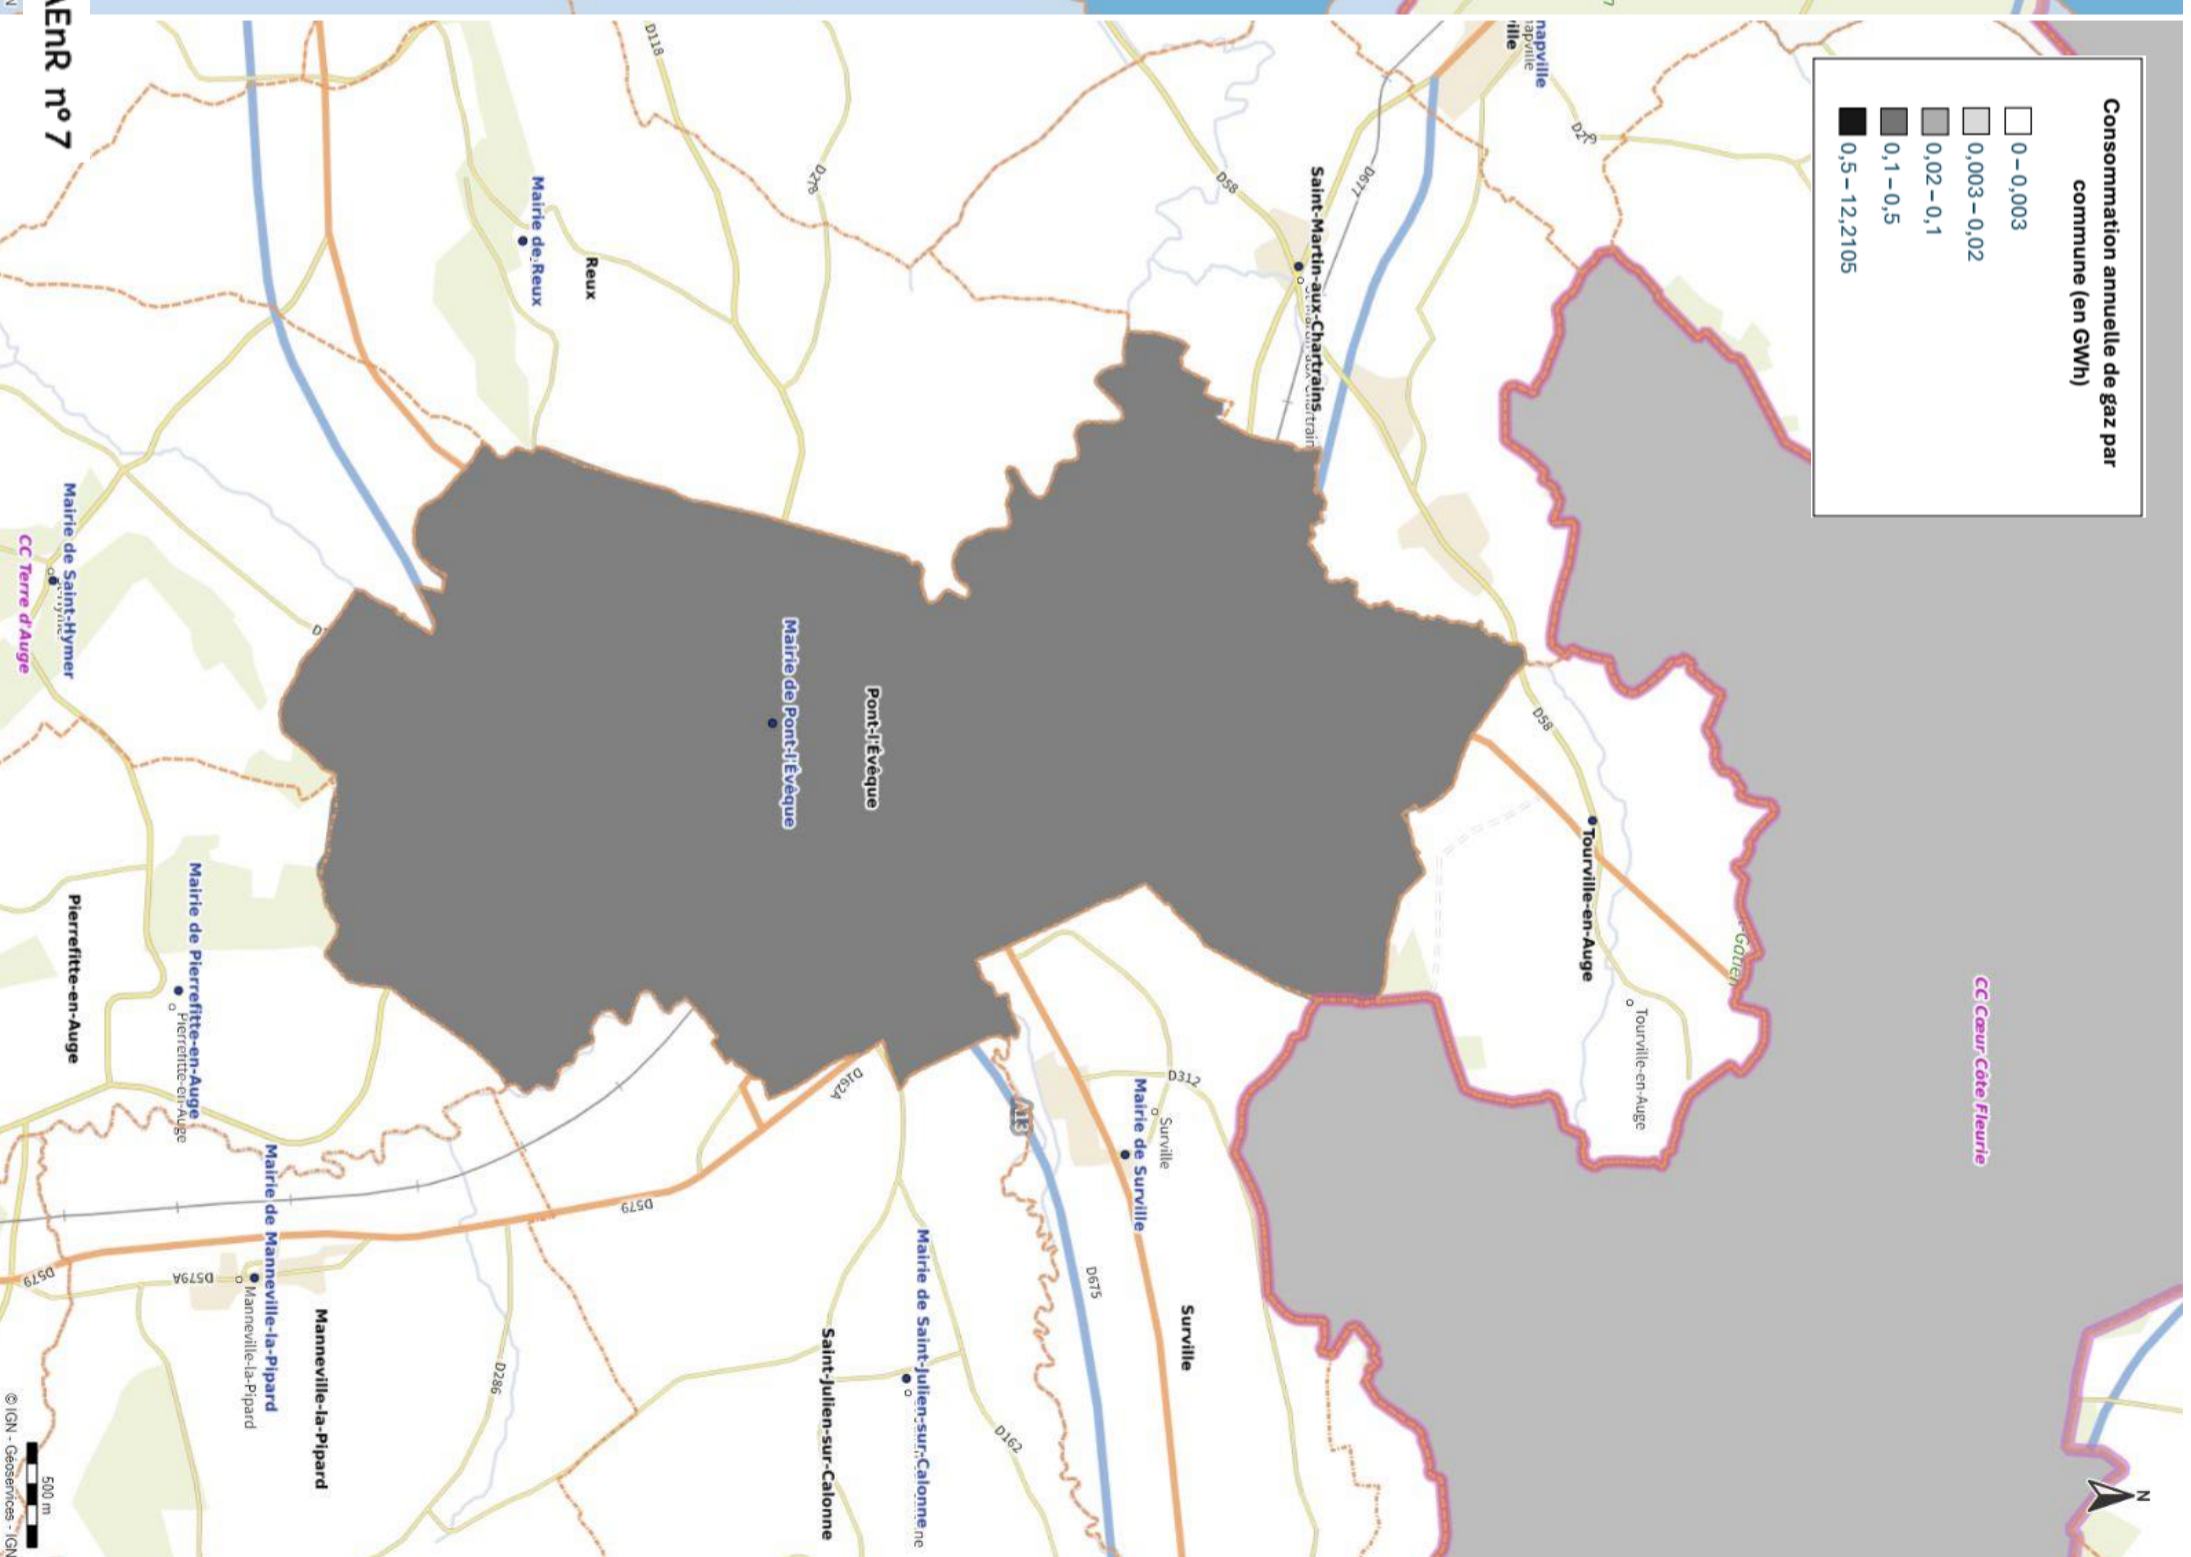 Consommation annuelle de gaz par
commune (en GWh)
0 – 0,003
0,003 – 0,02
0,02 – 0,1
0,1 – 0,5
0,5 – 12,2105
N
CC Cœur Côte Fleurie
D279
D677
D58
Saint-Martin-aux-Chartrains
D58
Tourville-en-Auge
Tourville-en-Auge
D118
D278
Reux
Mairie de Reux
Pont-l'Évêque
Mairie de Pont-l'Évêque
D312
Surville
Mairie de Surville
Surville
A13
D675
D162A
D162
Mairie de Saint-Julien-sur-Calonne
Saint-Julien-sur-Calonne
D579
D286
Manneville-la-Pipard
Mairie de Manneville-la-Pipard
Manneville-la-Pipard
D579A
D579
Mairie de Pierrefitte-en-Auge
Pierrefitte-en-Auge
Pierrefitte-en-Auge
Mairie de Saint-Hymer
CC Terre d'Auge
500 m
© IGN - Géoservices - IGN
AEnR n°7